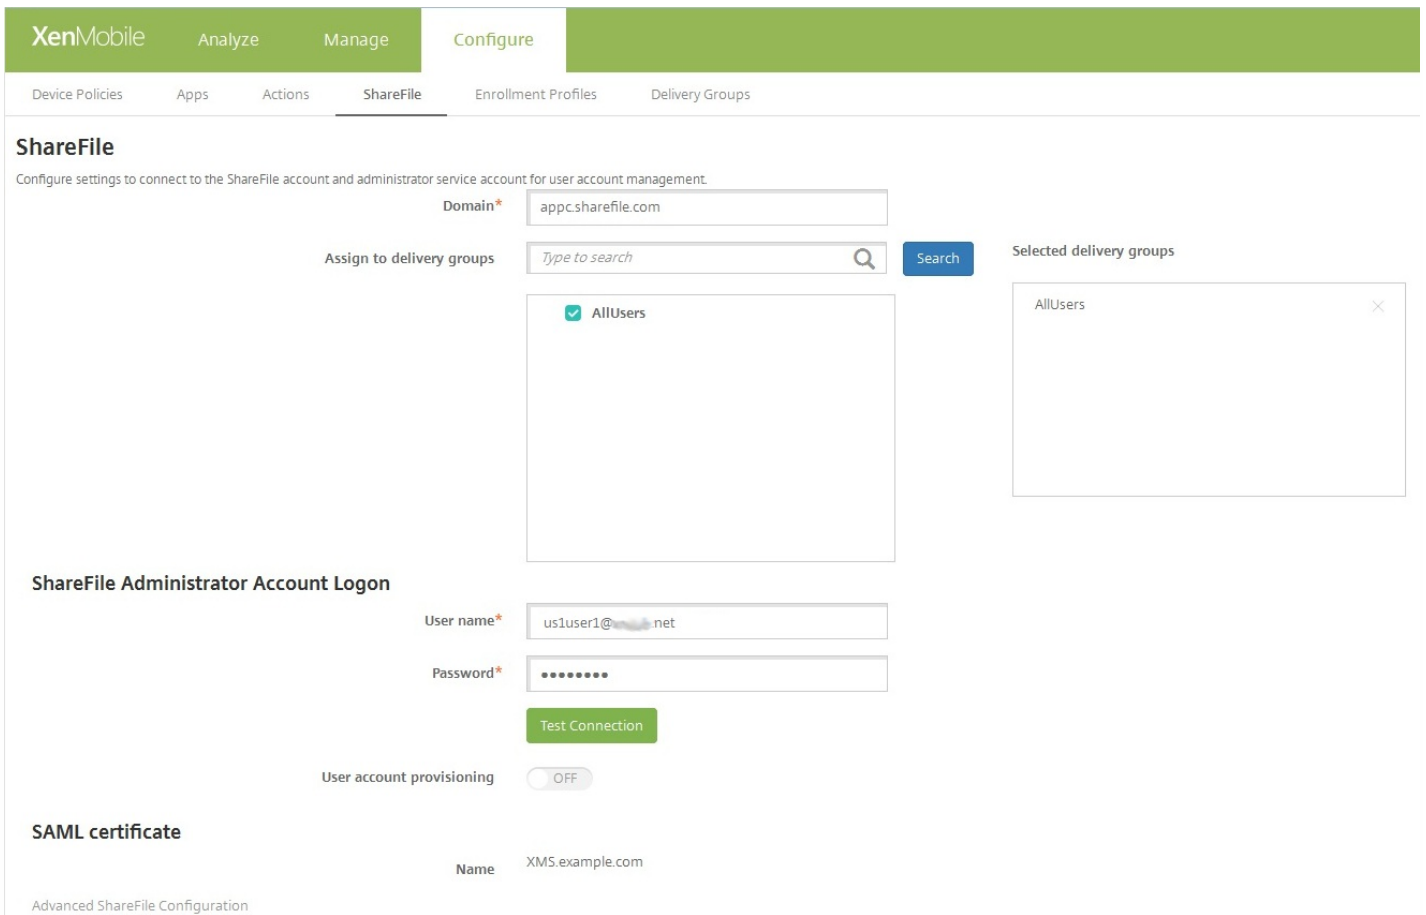 XenMobile Analyze Manage Configure
Device Policies Apps Actions ShareFile Enrollment Profiles Delivery Groups
ShareFile
Configure settings to connect to the ShareFile account and administrator service account for user account management.
Domain* appc.sharefile.com
Assign to delivery groups Type to search Search Selected delivery groups
AllUsers AllUsers
ShareFile Administrator Account Logon
User name* us1user1@ .net
Password* ••••••••
Test Connection
User account provisioning OFF
SAML certificate
Name XMS.example.com
Advanced ShareFile Configuration